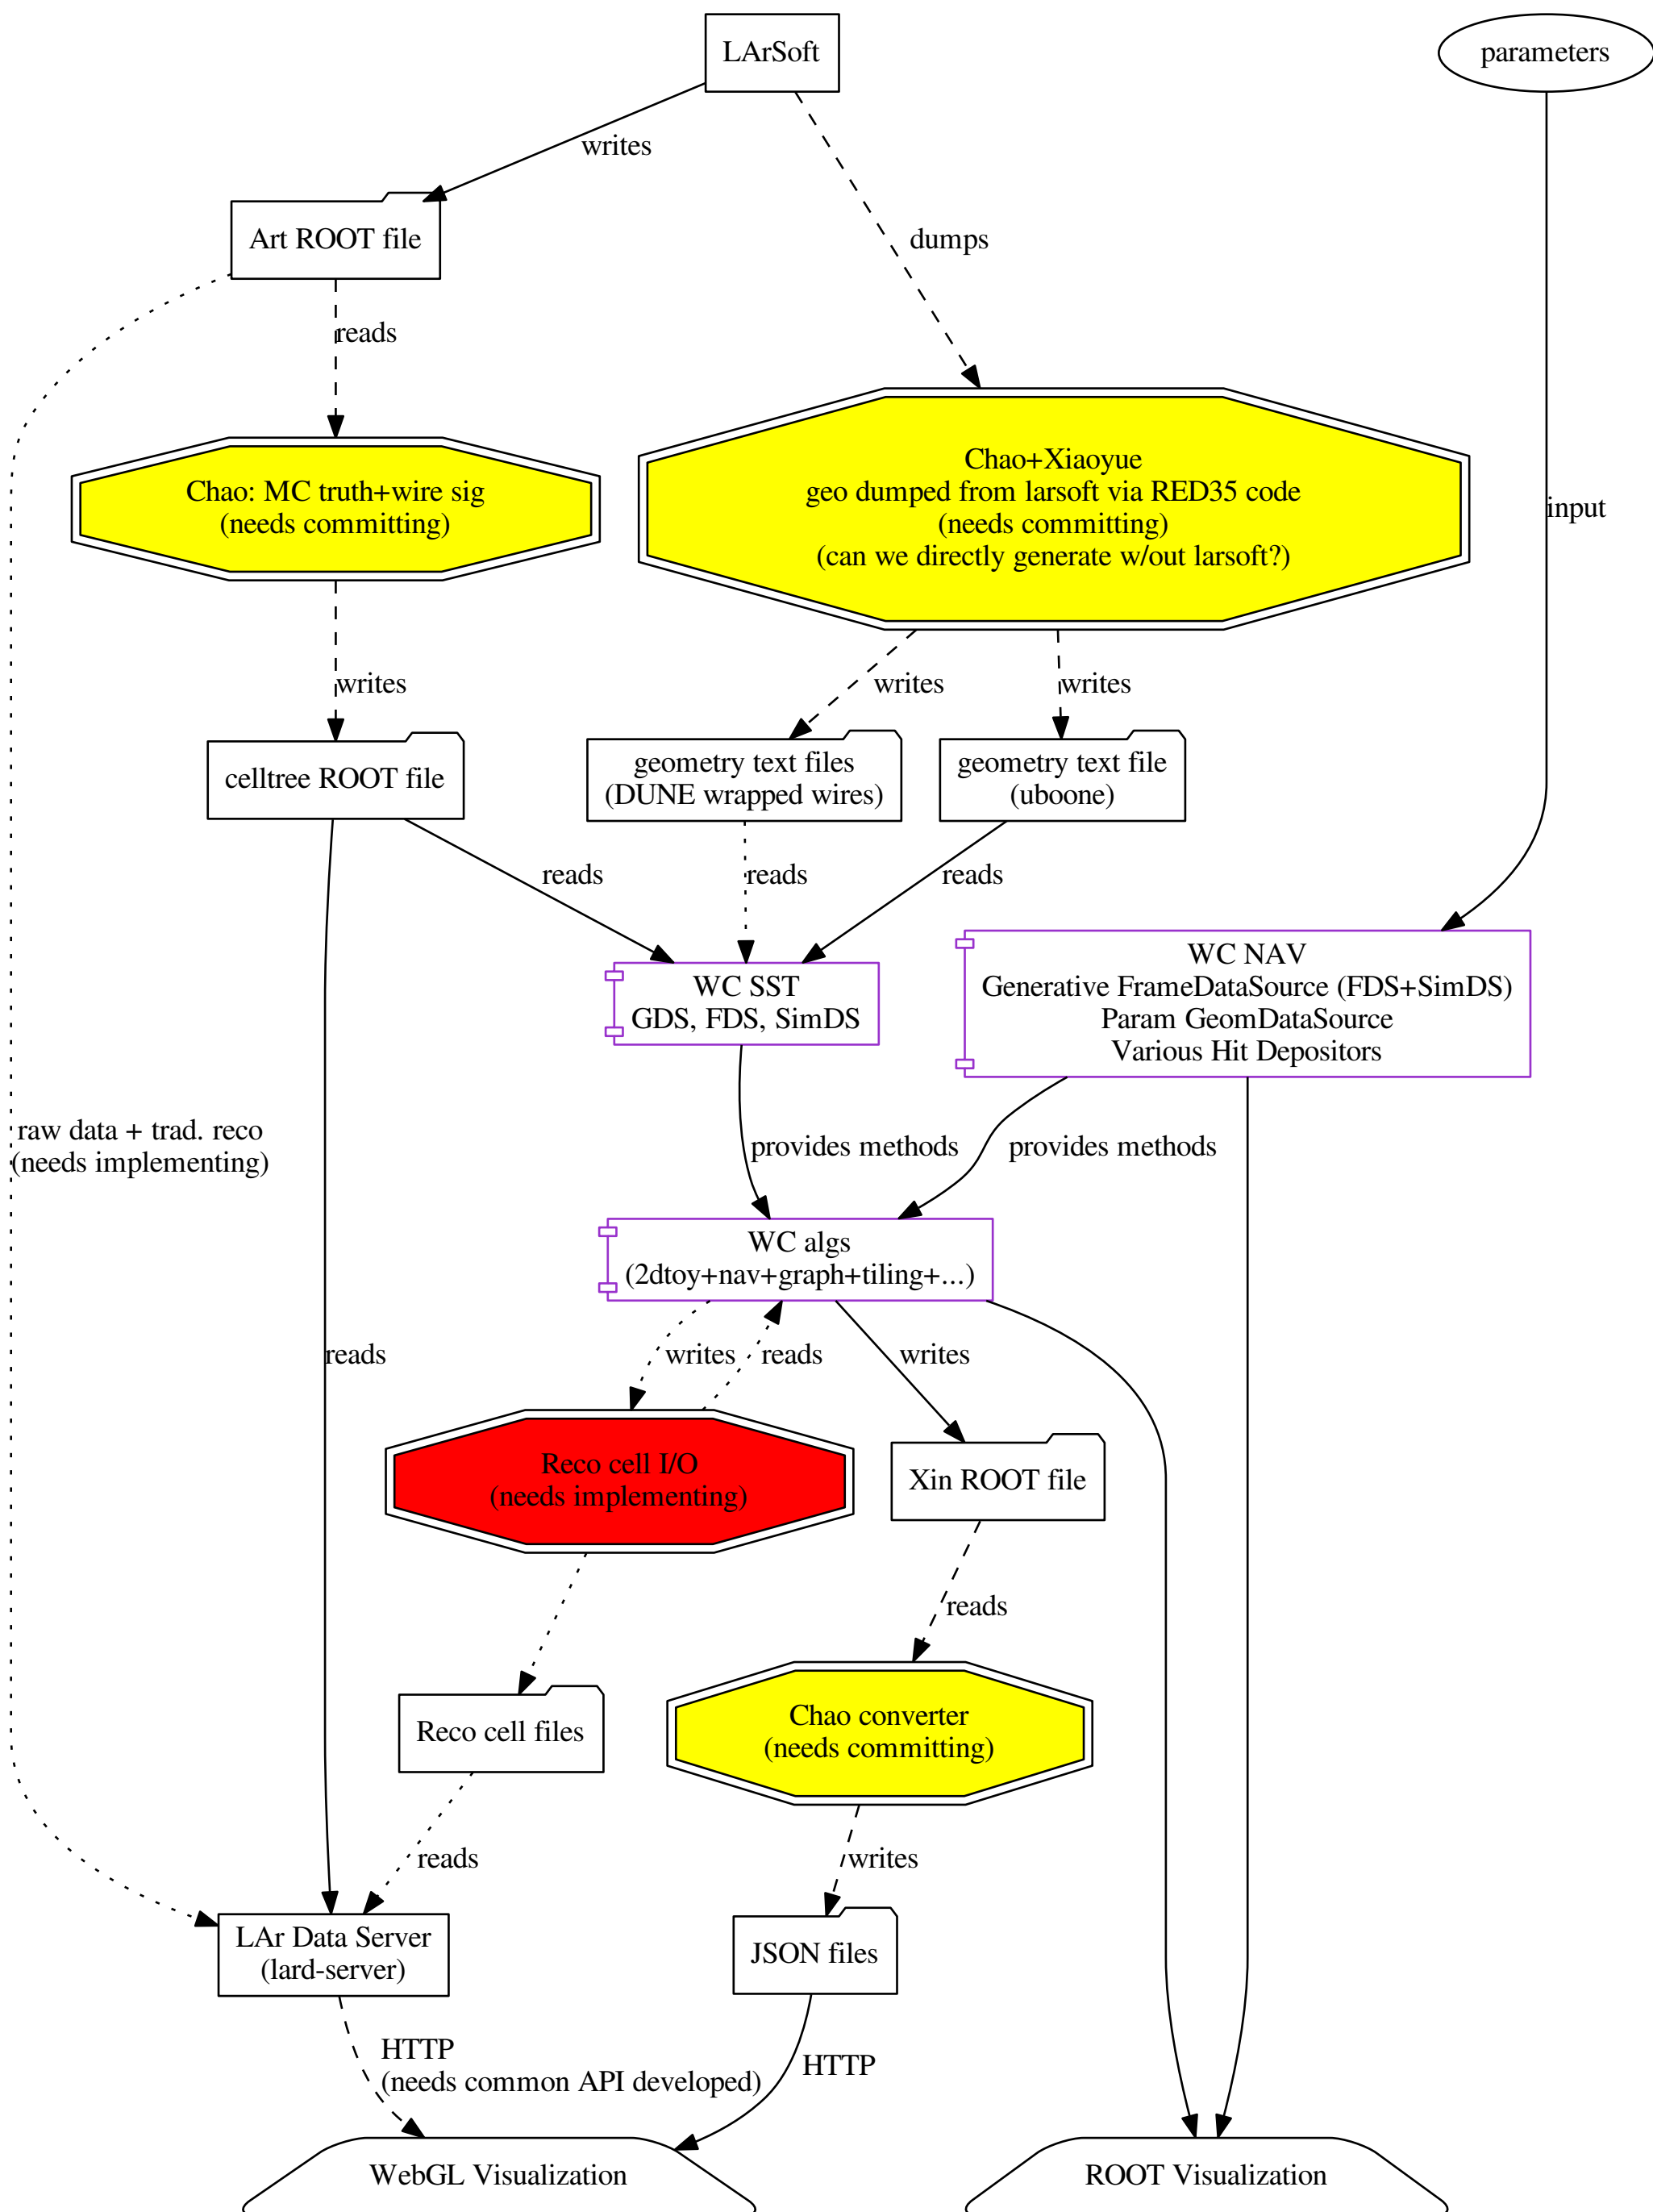 LArSoft
parameters
writes
Art ROOT file
dumps
reads
Chao: MC truth+wire sig
(needs committing)
Chao+Xiaoyue
geo dumped from larsoft via RED35 code
(needs committing)
(can we directly generate w/out larsoft?)
input
writes
writes
writes
celltree ROOT file
geometry text files
(DUNE wrapped wires)
geometry text file
(uboone)
reads
reads
reads
WC SST
GDS, FDS, SimDS
WC NAV
Generative FrameDataSource (FDS+SimDS)
Param GeomDataSource
Various Hit Depositors
raw data + trad. reco
(needs implementing)
provides methods
provides methods
WC algs
(2dtoy+nav+graph+tiling+...)
reads
writes
reads
writes
Reco cell I/O
(needs implementing)
Xin ROOT file
reads
Reco cell files
Chao converter
(needs committing)
reads
writes
LAr Data Server
(lard-server)
JSON files
HTTP
(needs common API developed)
HTTP
WebGL Visualization
ROOT Visualization